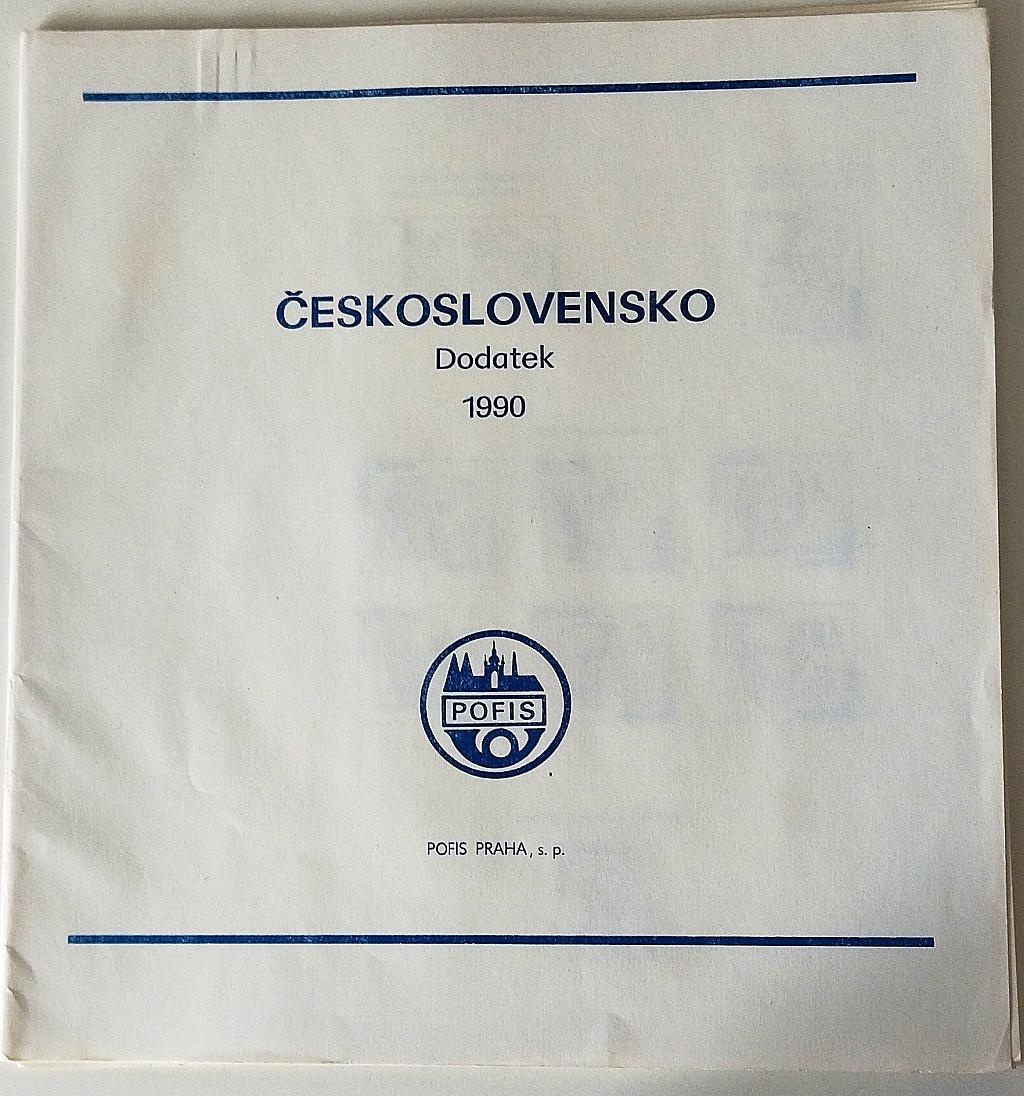 ČESKOSLOVENSKO
Dodatek
1990
POFIS
POFIS PRAHA, s. p.